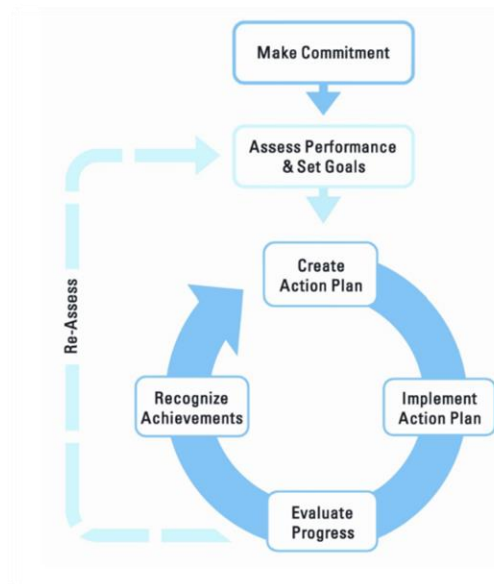 Make Commitment
Assess Performance
& Set Goals
Create
Action Plan
Re-Assess
Recognize
Achievements
Implement
Action Plan
Evaluate
Progress